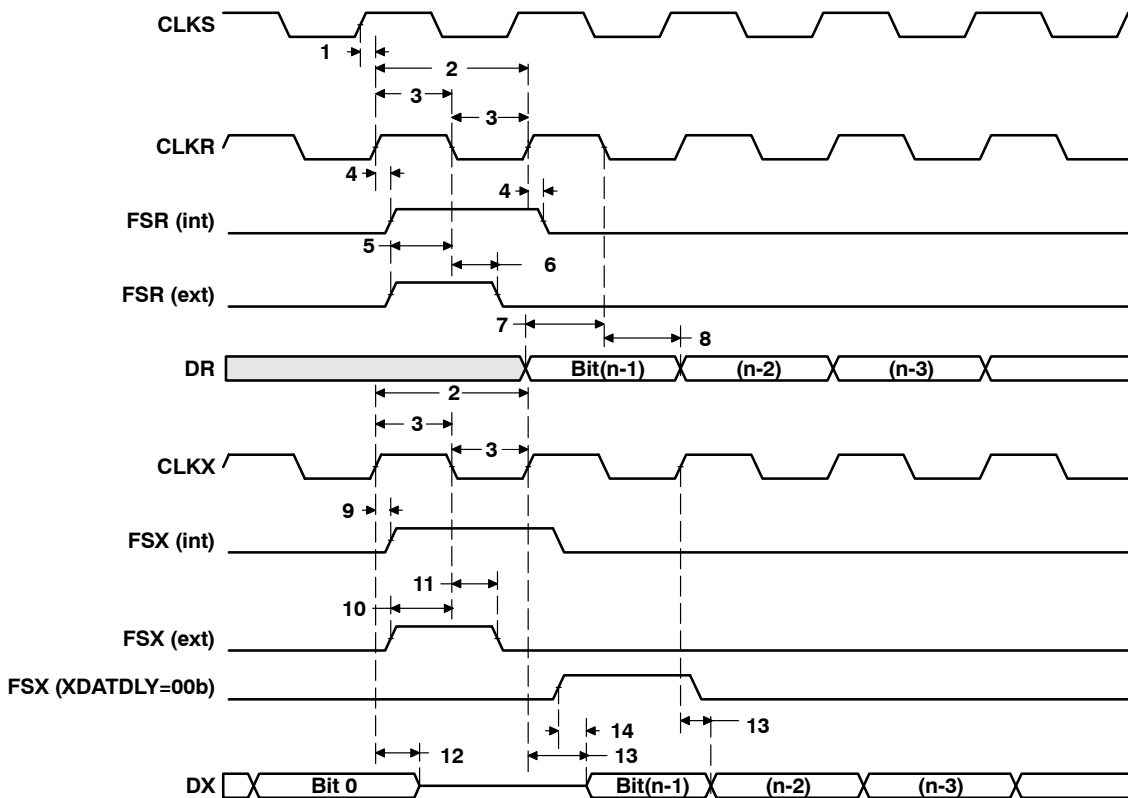 CLKS
1
2
3
3
CLKR
4
4
FSR (int)
5
6
FSR (ext)
7
8
DR
Bit(n-1)
(n-2)
(n-3)
2
3
3
CLKX
9
FSX (int)
11
10
FSX (ext)
FSX (XDATDLY=00b)
14
13
12
13
DX
Bit 0
Bit(n-1)
(n-2)
(n-3)